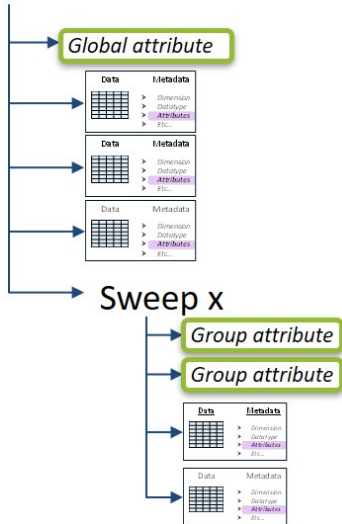 Global attribute
Data Metadata
Dimension
Datatype
Attributes
Etc...
Data Metadata
Dimension
Datatype
Attributes
Etc...
Data Metadata
Dimension
Datatype
Attributes
Etc...
Sweep x
Group attribute
Group attribute
Data Metadata
Dimension
Datatype
Attributes
Etc...
Data Metadata
Dimension
Datatype
Attributes
Etc...